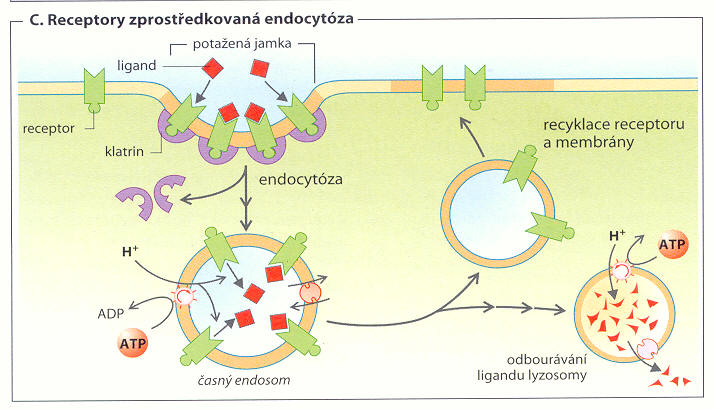 C. Receptory zprostředkovaná endocytóza
potažená jamka
ligand
receptor
klatrin
recyklace receptoru
a membrány
endocytóza
H⁺
H⁺
ATP
ADP
ATP
časný endosom
odbourávání
ligandu lyzosomy